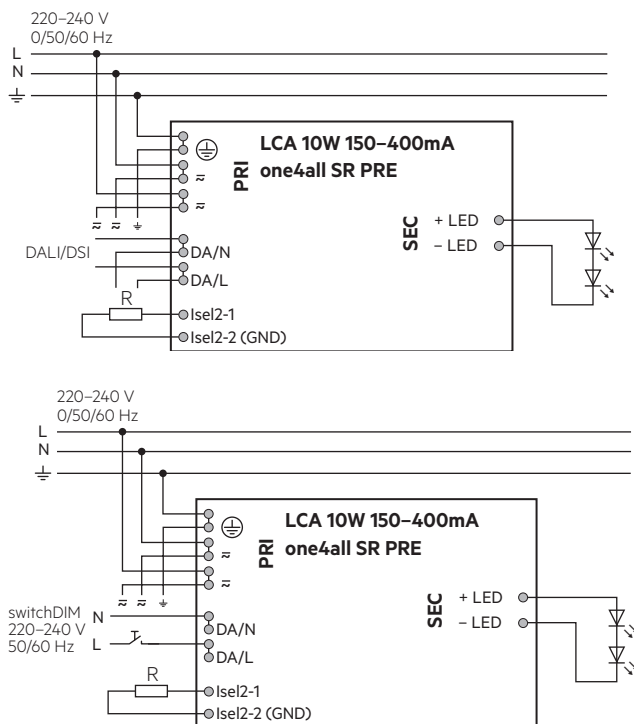 220–240 V
0/50/60 Hz
L
N
LCA 10W 150–400mA
one4all SR PRE
PRI
SEC
+ LED
– LED
DALI/DSI
DA/N
DA/L
R
Isel2-1
Isel2-2 (GND)
220–240 V
0/50/60 Hz
L
N
LCA 10W 150–400mA
one4all SR PRE
PRI
SEC
+ LED
– LED
switchDIM N
220–240 V
50/60 Hz L
DA/N
DA/L
R
Isel2-1
Isel2-2 (GND)